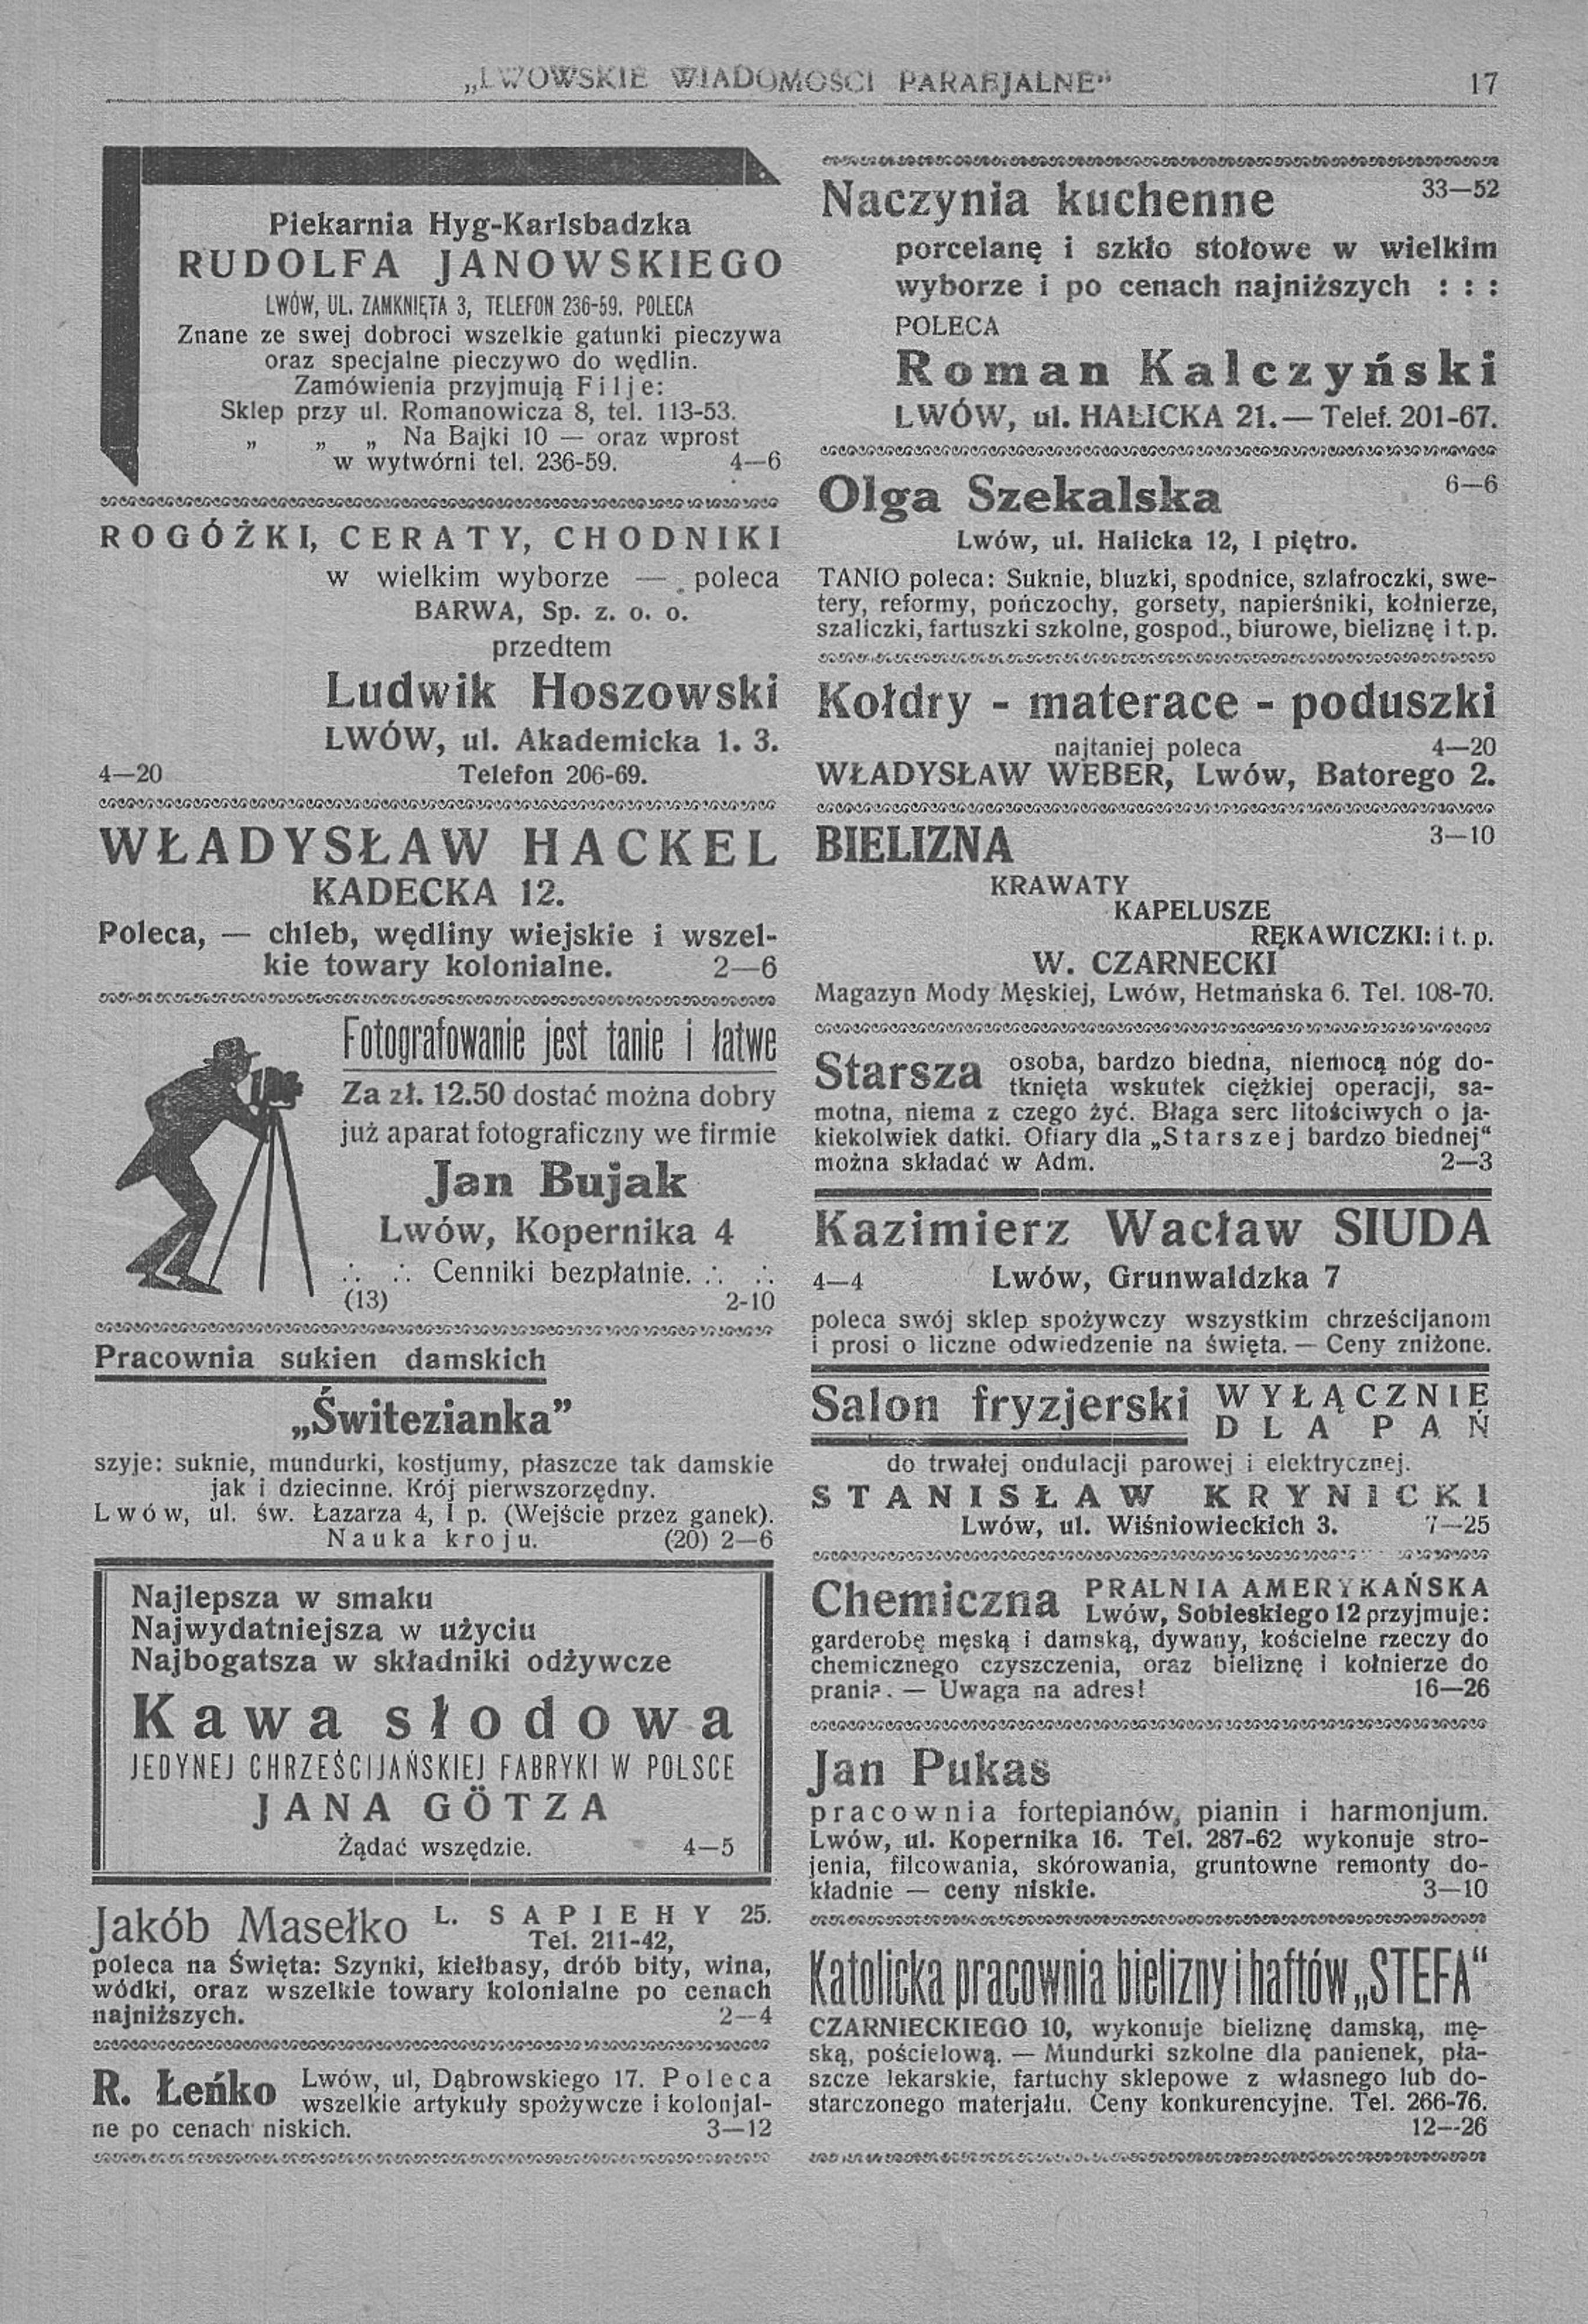 „LWOWSKIE WIADOMOŚCI PARAFJALNE“ 17
Piekarnia Hyg-Karlsbadzka
RUDOLFA JANOWSKIEGO
LWÓW, UL. ZAMKNIĘTA 3, TELEFON 236-59. POLECA
Znane ze swej dobroci wszelkie gatunki pieczywa
oraz specjalne pieczywo do wędlin.
Zamówienia przyjmują Filje:
Sklep przy ul. Romanowicza 8, tel. 113-53.
„ „ „ Na Bajki 10 — oraz wprost
w wytwórni tel. 236-59. 4—6
ROGÓŻKI, CERATY, CHODNIKI
w wielkim wyborze — poleca
BARWA, Sp. z. o. o.
przedtem
Ludwik Hoszowski
LWÓW, ul. Akademicka 1. 3.
4—20 Telefon 206-69.
WŁADYSŁAW HACKEL
KADECKA 12.
Poleca, — chleb, wędliny wiejskie i wszel-
kie towary kolonialne. 2—6
Fotografowanie jest tanie i łatwe
Za zł. 12.50 dostać można dobry
już aparat fotograficzny we firmie
Jan Bujak
Lwów, Kopernika 4
∴ ∴ Cenniki bezpłatnie. ∴ ∴
(13) 2-10
Pracownia sukien damskich
„Świtezianka”
szyje: suknie, mundurki, kostjumy, płaszcze tak damskie
jak i dziecinne. Krój pierwszorzędny.
Lwów, ul. św. Łazarza 4, I p. (Wejście przez ganek).
Nauka kroju. (20) 2—6
Najlepsza w smaku
Najwydatniejsza w użyciu
Najbogatsza w składniki odżywcze
Kawa słodowa
JEDYNEJ CHRZEŚCIJAŃSKIEJ FABRYKI W POLSCE
JANA GÖTZA
Żądać wszędzie. 4—5
Jakób Masełko L. SAPIEHY 25.
Tel. 211-42,
poleca na Święta: Szynki, kiełbasy, drób bity, wina,
wódki, oraz wszelkie towary kolonialne po cenach
najniższych. 2—4
R. Łeńko Lwów, ul, Dąbrowskiego 17. Poleca
wszelkie artykuły spożywcze i kolonjal-
ne po cenach niskich. 3—12
Naczynia kuchenne 33—52
porcelanę i szkło stołowe w wielkim
wyborze i po cenach najniższych : : :
POLECA
Roman Kalczyński
LWÓW, ul. HALICKA 21.— Telef. 201-67.
Olga Szekalska 6—6
Lwów, ul. Halicka 12, I piętro.
TANIO poleca: Suknie, bluzki, spodnice, szlafroczki, swe-
tery, reformy, pończochy, gorsety, napierśniki, kołnierze,
szaliczki, fartuszki szkolne, gospod., biurowe, bieliznę i t. p.
Kołdry - materace - poduszki
najtaniej poleca 4—20
WŁADYSŁAW WEBER, Lwów, Batorego 2.
BIELIZNA 3—10
KRAWATY
KAPELUSZE
RĘKAWICZKI: i t. p.
W. CZARNECKI
Magazyn Mody Męskiej, Lwów, Hetmańska 6. Tel. 108-70.
Starsza osoba, bardzo biedna, niemocą nóg do-
tknięta wskutek ciężkiej operacji, sa-
motna, niema z czego żyć. Błaga serc litościwych o ja-
kiekolwiek datki. Ofiary dla „Starszej bardzo biednej“
można składać w Adm. 2—3
Kazimierz Wacław SIUDA
4—4 Lwów, Grunwaldzka 7
poleca swój sklep spożywczy wszystkim chrześcijanom
i prosi o liczne odwiedzenie na święta. — Ceny zniżone.
Salon fryzjerski WYŁĄCZNIE
DLA PAŃ
do trwałej ondulacji parowej i elektrycznej.
STANISŁAW KRYNICKI
Lwów, ul. Wiśniowieckich 3. 7—25
Chemiczna PRALNIA AMERYKAŃSKA
Lwów, Sobieskiego 12 przyjmuje:
garderobę męską i damską, dywany, kościelne rzeczy do
chemicznego czyszczenia, oraz bieliznę i kołnierze do
prania. — Uwaga na adres! 16—26
Jan Pukas
pracownia fortepianów, pianin i harmonjum.
Lwów, ul. Kopernika 16. Tel. 287-62 wykonuje stro-
jenia, filcowania, skórowania, gruntowne remonty do-
kładnie — ceny niskie. 3—10
Katolicka pracownia bielizny i haftów „STEFA“
CZARNIECKIEGO 10, wykonuje bieliznę damską, mę-
ską, pościelową. — Mundurki szkolne dla panienek, pła-
szcze lekarskie, fartuchy sklepowe z własnego lub do-
starczonego materjału. Ceny konkurencyjne. Tel. 266-76.
12—26